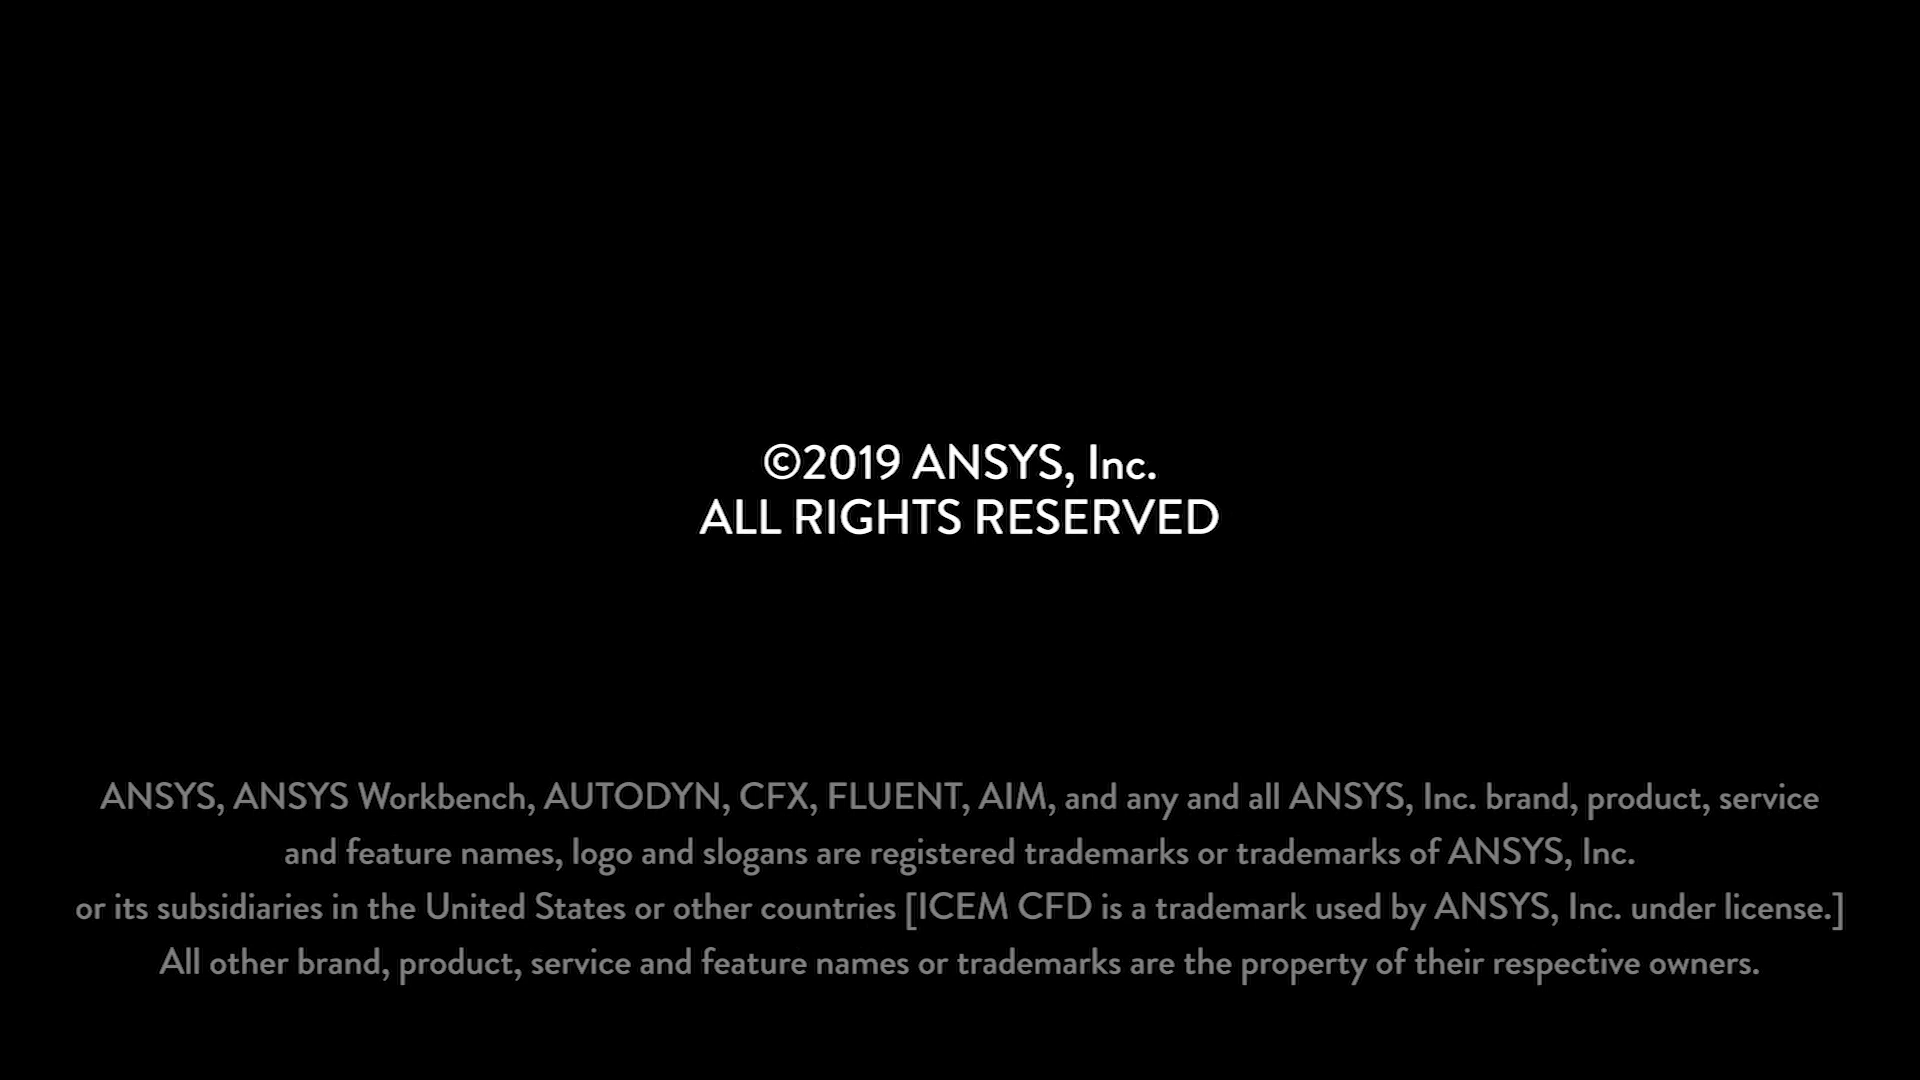 ©2019 ANSYS, Inc.
ALL RIGHTS RESERVED
ANSYS, ANSYS Workbench, AUTODYN, CFX, FLUENT, AIM, and any and all ANSYS, Inc. brand, product, service
and feature names, logo and slogans are registered trademarks or trademarks of ANSYS, Inc.
or its subsidiaries in the United States or other countries [ICEM CFD is a trademark used by ANSYS, Inc. under license.]
All other brand, product, service and feature names or trademarks are the property of their respective owners.